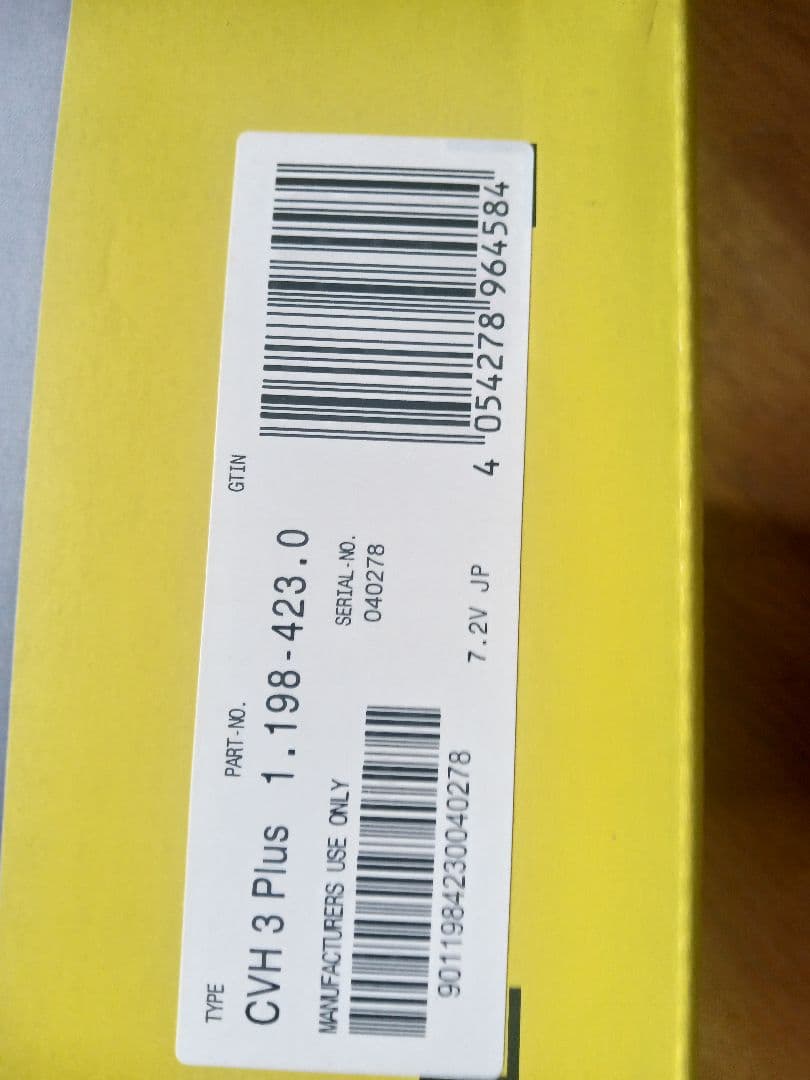 TYPE PART-NO. GTIN
CVH 3 Plus 1.198-423.0
MANUFACTURERS USE ONLY SERIAL-NO.
040278
9011984230040278 7.2V JP
4 054278 964584